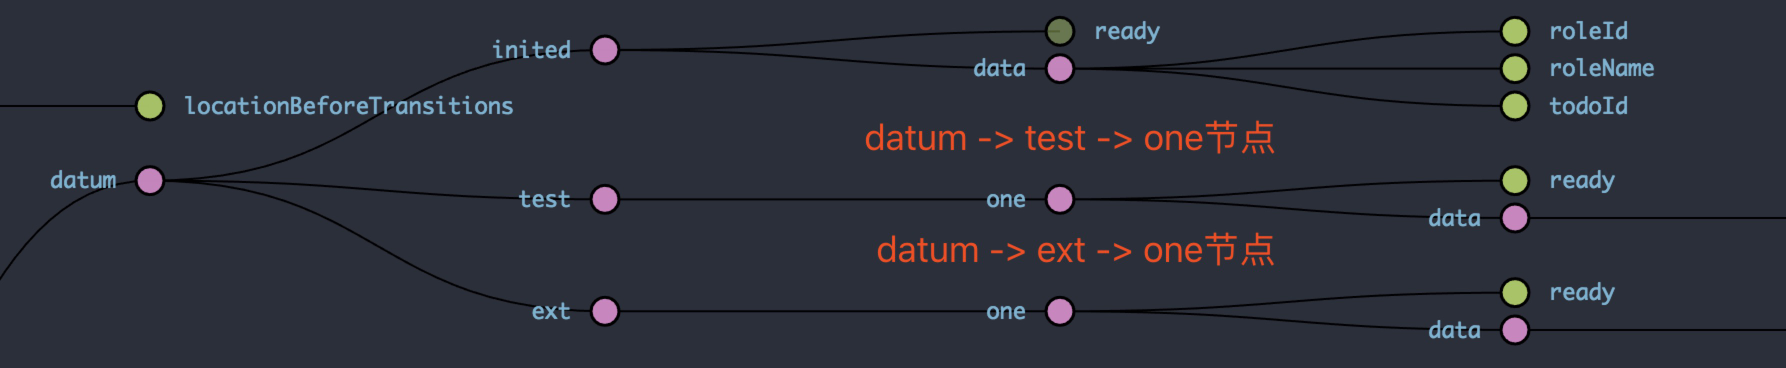 inited
ready
data
roleId
roleName
todoId
locationBeforeTransitions
datum -> test -> one节点
datum
test
one
ready
data
datum -> ext -> one节点
ext
one
ready
data